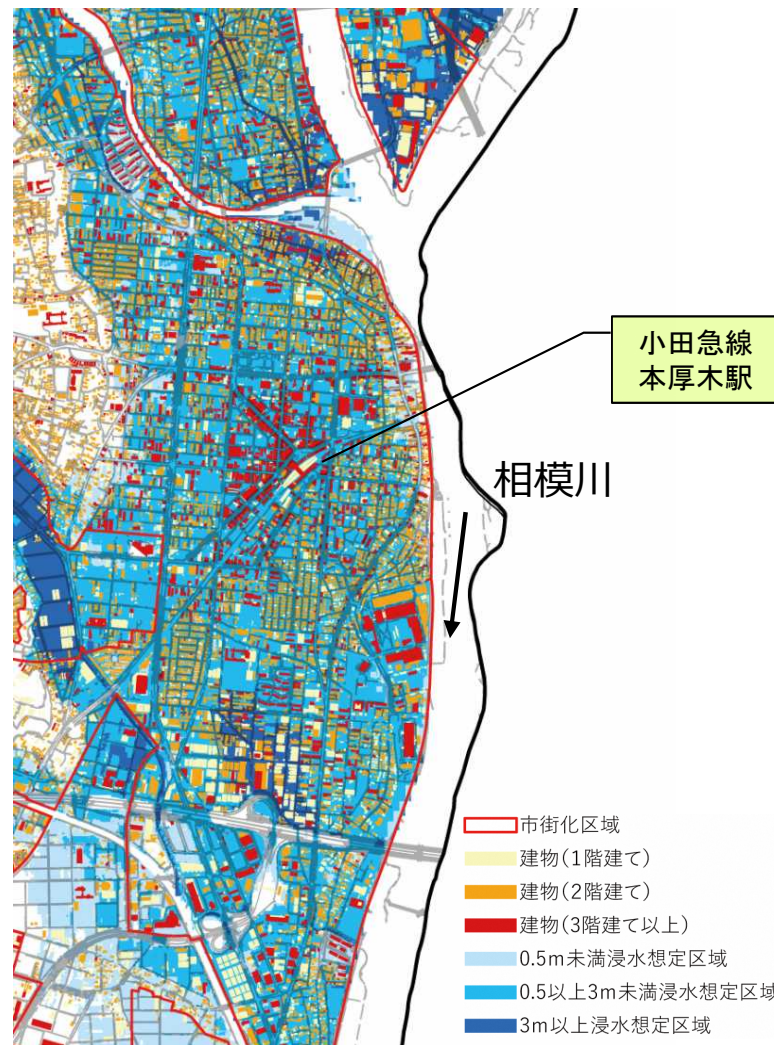 小田急線
本厚木駅
相模川
市街化区域
建物(1階建て)
建物(2階建て)
建物(3階建て以上)
0.5m未満浸水想定区域
0.5以上3m未満浸水想定区域
3m以上浸水想定区域